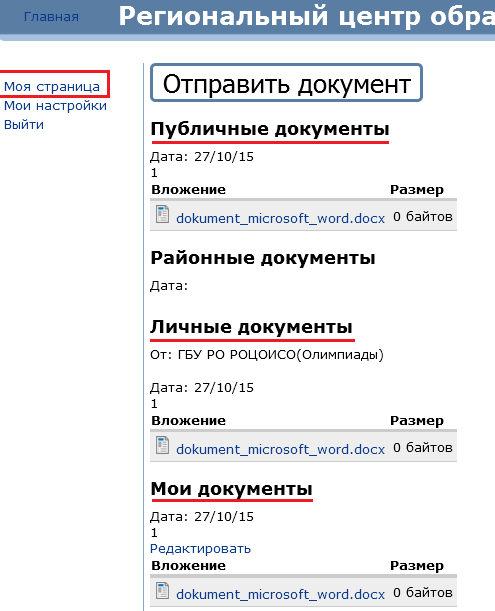 Главная
Региональный центр обра
Моя страница
Мои настройки
Выйти
Отправить документ
Публичные документы
Дата: 27/10/15
1
Вложение Размер
dokument_microsoft_word.docx 0 байтов
Районные документы
Дата:
Личные документы
От: ГБУ РО РОЦОИСО(Олимпиады)
Дата: 27/10/15
1
Вложение Размер
dokument_microsoft_word.docx 0 байтов
Мои документы
Дата: 27/10/15
1
Редактировать
Вложение Размер
dokument_microsoft_word.docx 0 байтов